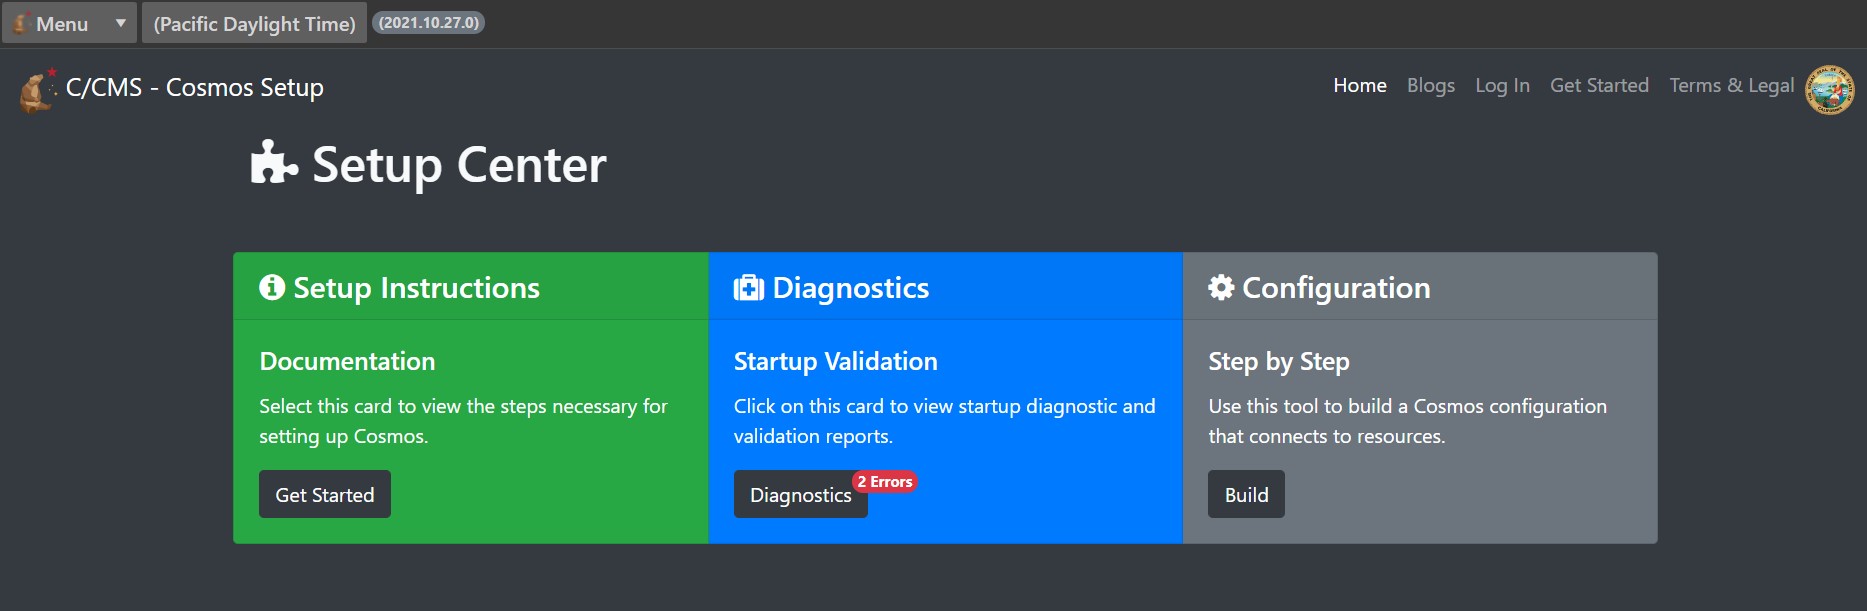 Menu (Pacific Daylight Time) (2021.10.27.0)
C/CMS - Cosmos Setup
Home Blogs Log In Get Started Terms & Legal
Setup Center
Setup Instructions
Documentation
Select this card to view the steps necessary for
setting up Cosmos.
Get Started
Diagnostics
Startup Validation
Click on this card to view startup diagnostic and
validation reports.
Diagnostics
2 Errors
Configuration
Step by Step
Use this tool to build a Cosmos configuration
that connects to resources.
Build